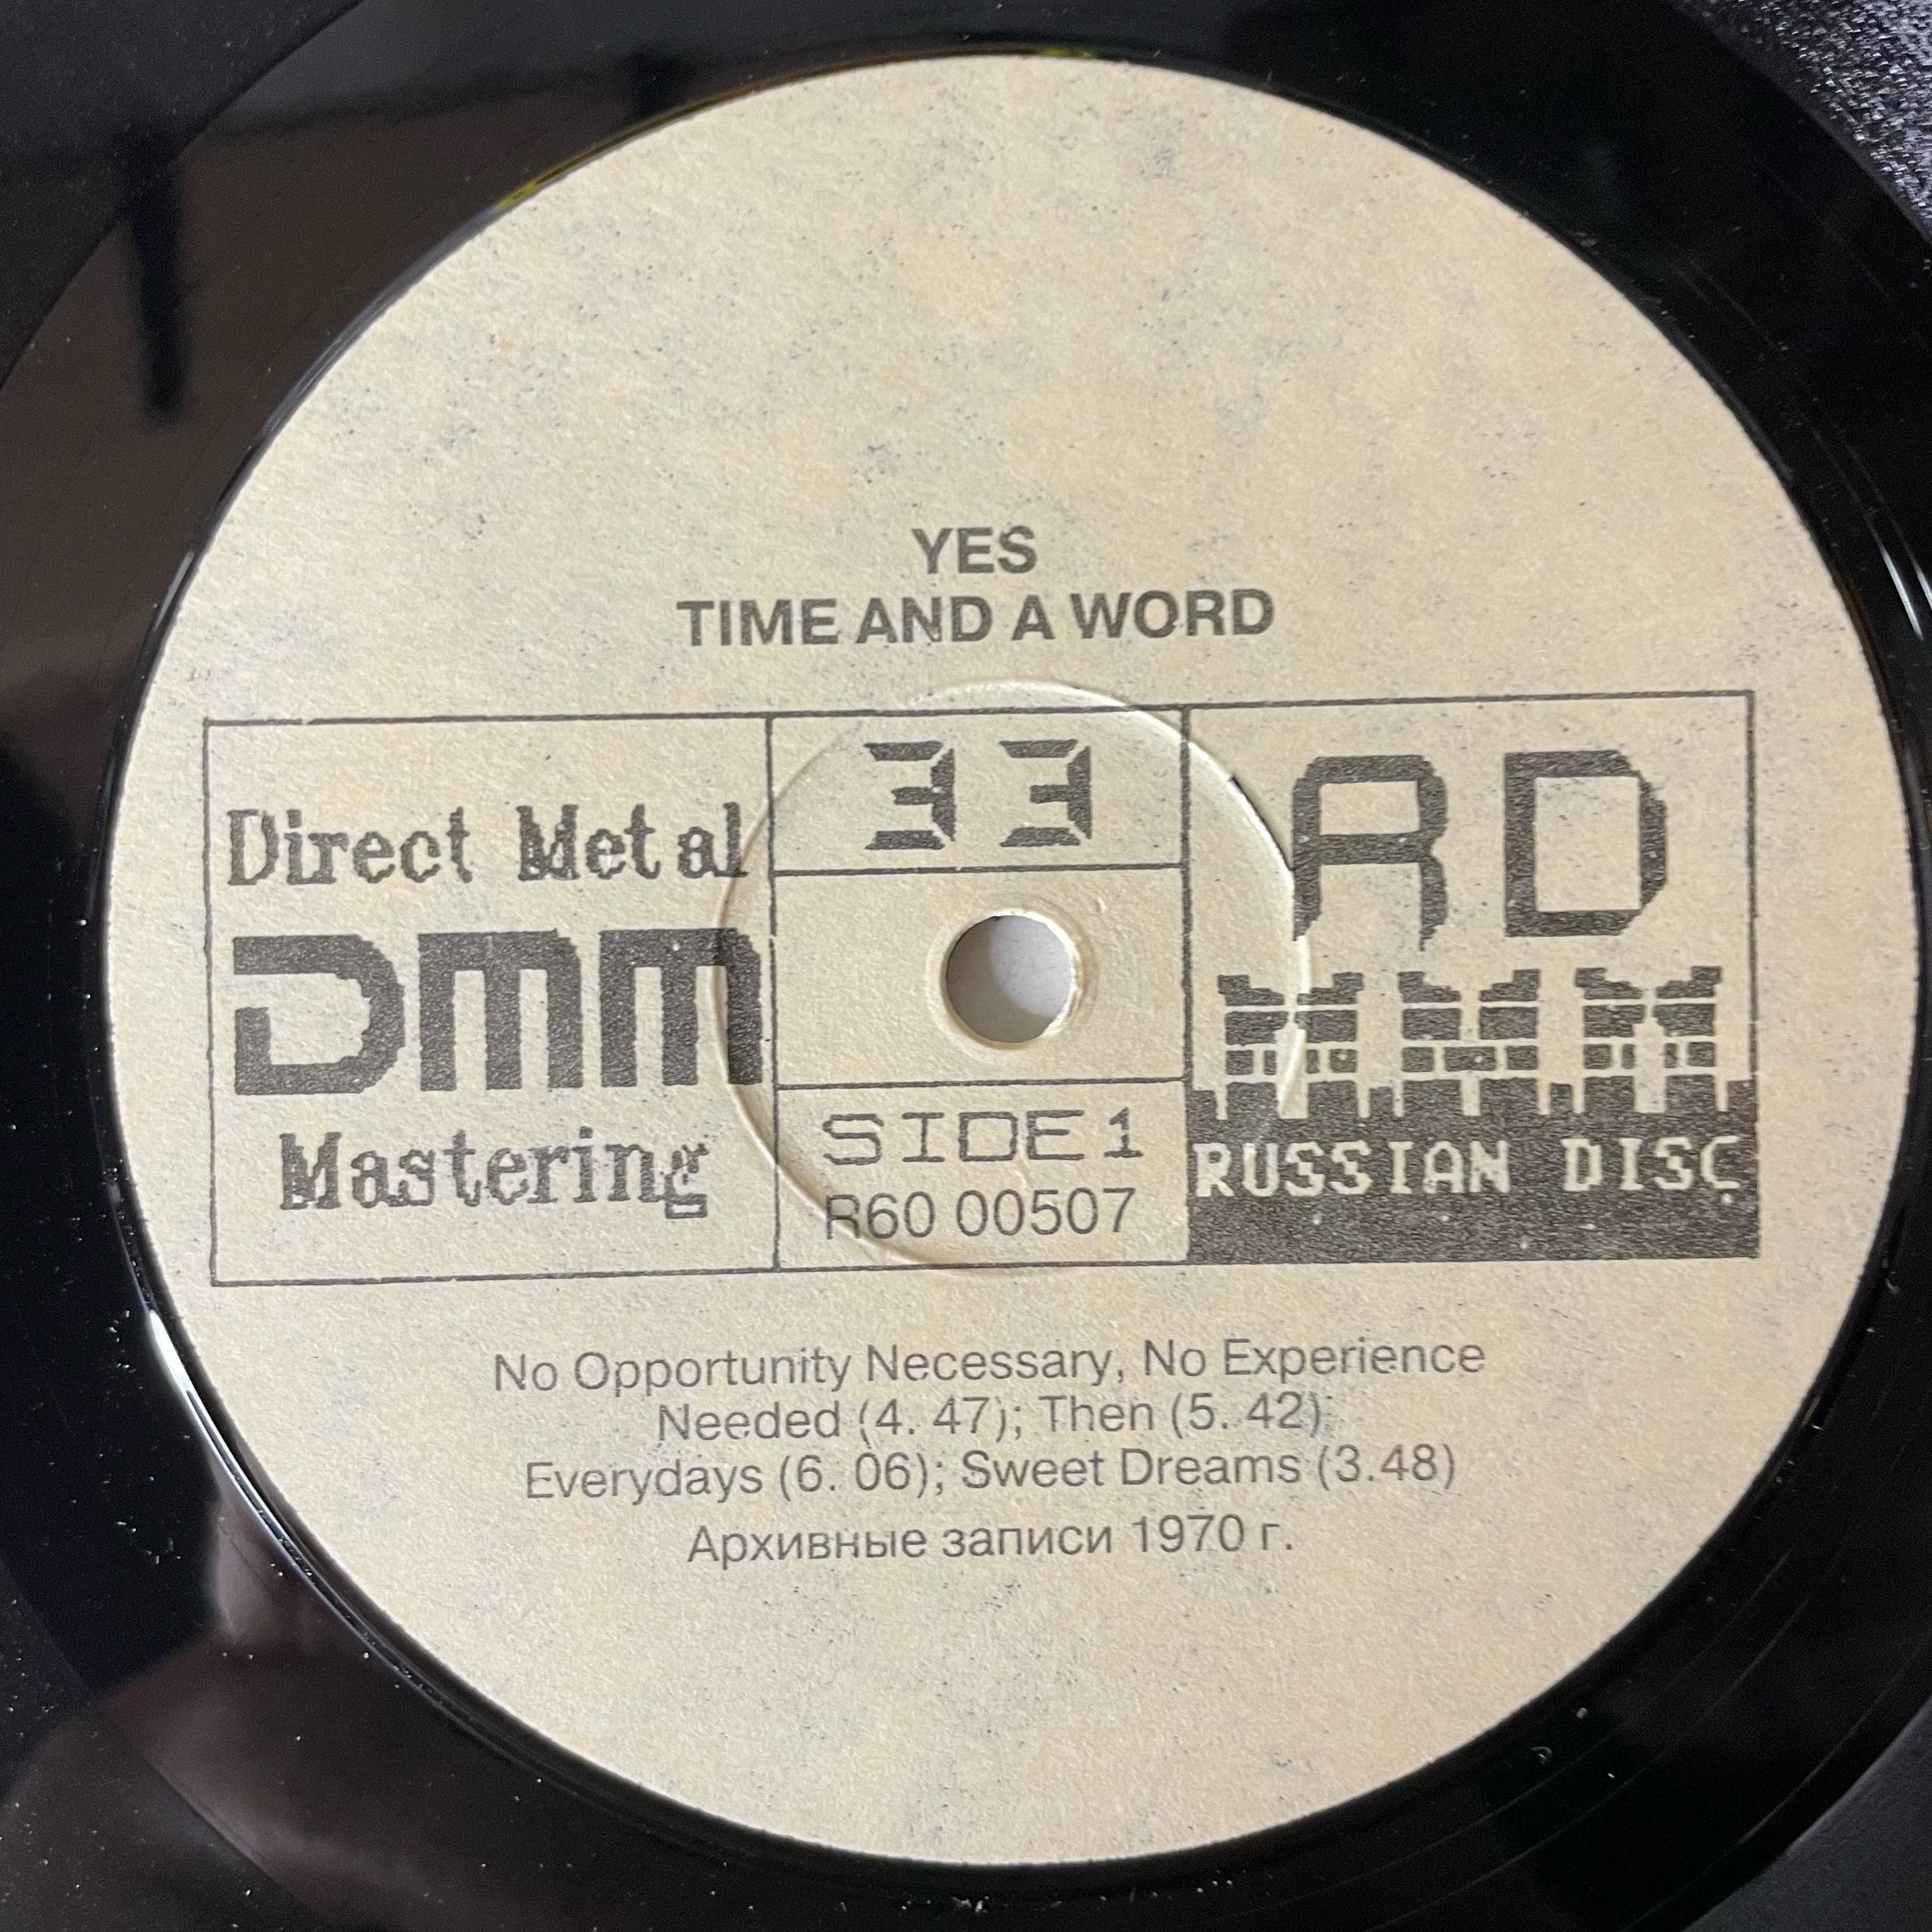 YES
TIME AND A WORD
Direct Metal
DMM
Mastering
33
SIDE 1
R60 00507
RD
RUSSIAN DISC
No Opportunity Necessary, No Experience
Needed (4. 47); Then (5. 42);
Everydays (6. 06); Sweet Dreams (3.48)
Архивные записи 1970 г.